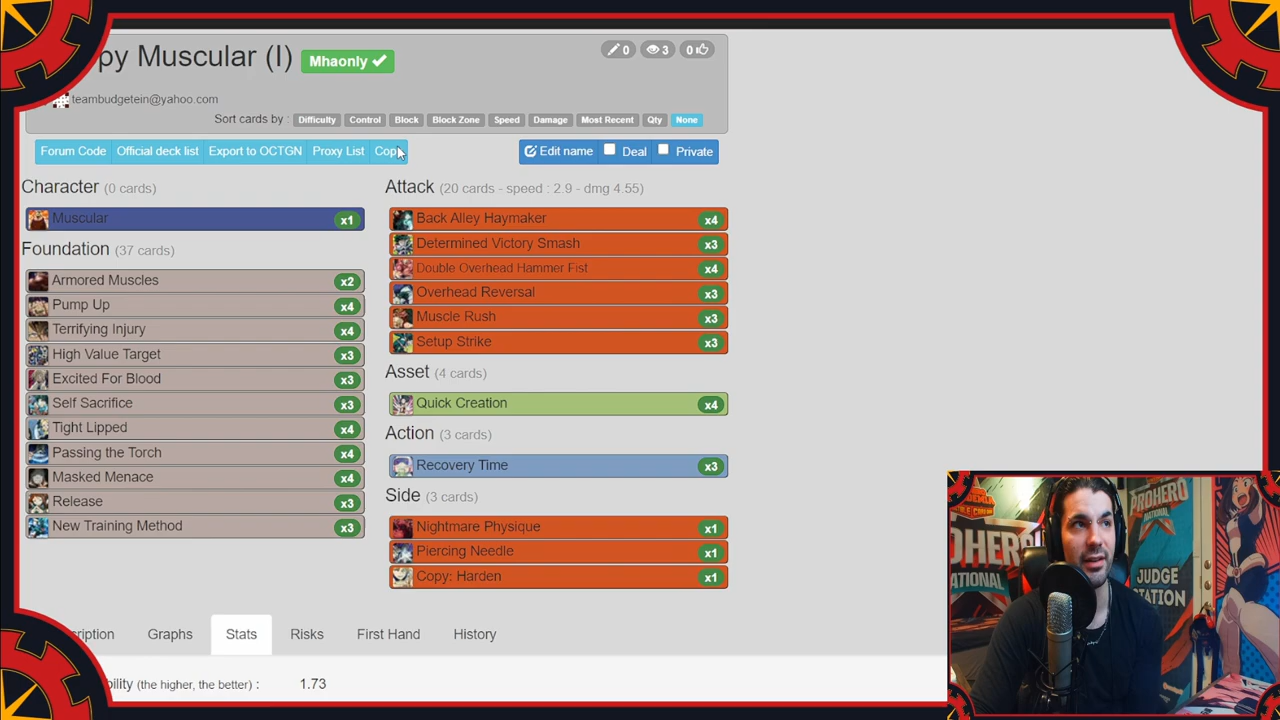 py Muscular (I) Mhaonly ✔
0 3 0
teambudgetein@yahoo.com
Sort cards by : Difficulty Control Block Block Zone Speed Damage Most Recent Qty None
Forum Code Official deck list Export to OCTGN Proxy List Copy Edit name Deal Private
Character (0 cards)
Muscular x1
Foundation (37 cards)
Armored Muscles x2
Pump Up x4
Terrifying Injury x4
High Value Target x3
Excited For Blood x3
Self Sacrifice x3
Tight Lipped x4
Passing the Torch x4
Masked Menace x4
Release x3
New Training Method x3
Attack (20 cards - speed : 2.9 - dmg 4.55)
Back Alley Haymaker x4
Determined Victory Smash x3
Double Overhead Hammer Fist x4
Overhead Reversal x3
Muscle Rush x3
Setup Strike x3
Asset (4 cards)
Quick Creation x4
Action (3 cards)
Recovery Time x3
Side (3 cards)
Nightmare Physique x1
Piercing Needle x1
Copy: Harden x1
cription Graphs Stats Risks First Hand History
bility (the higher, the better) : 1.73
PROHERO
NATIONAL
JUDGE
STATION